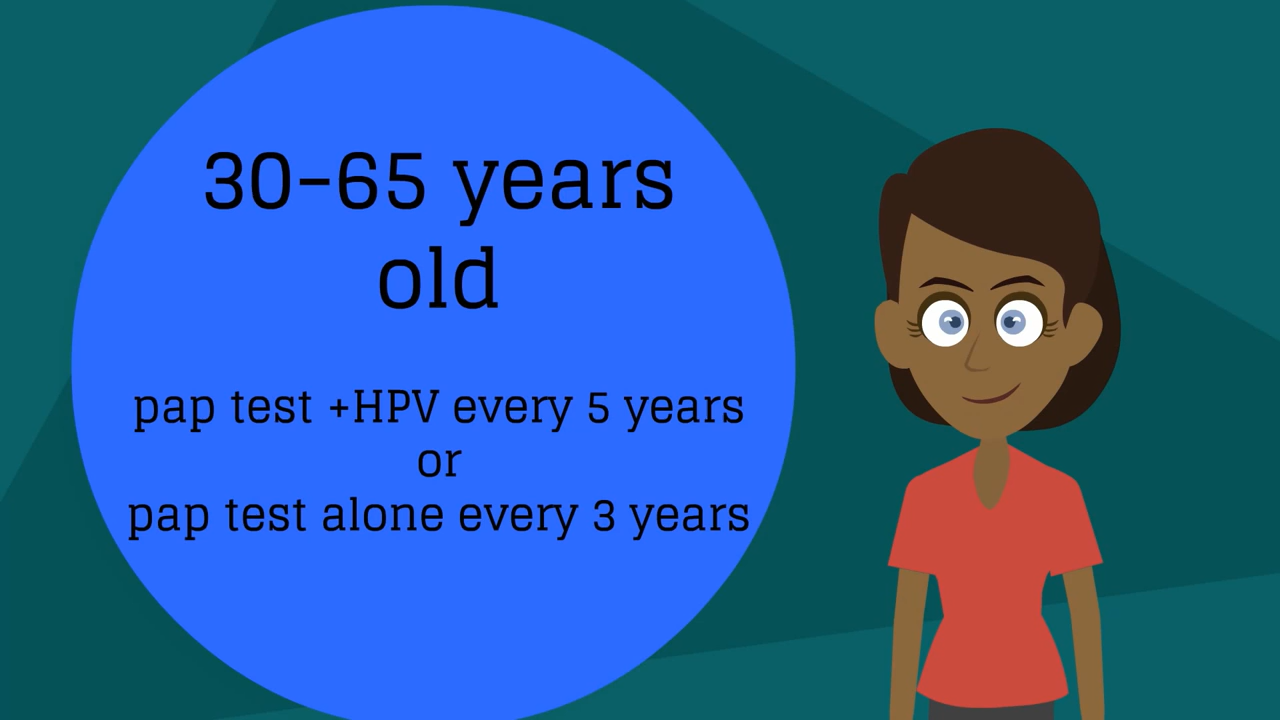 30-65 years
old
pap test +HPV every 5 years
or
pap test alone every 3 years